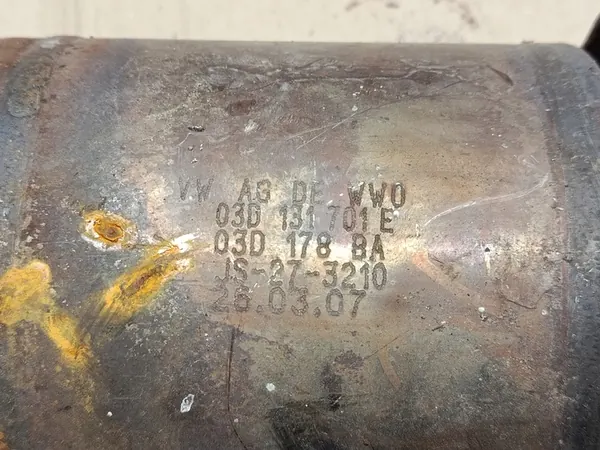 VW AG DE WWO
03D 131 701 E
03D 178 BA
JS-27-3210
26.03.07